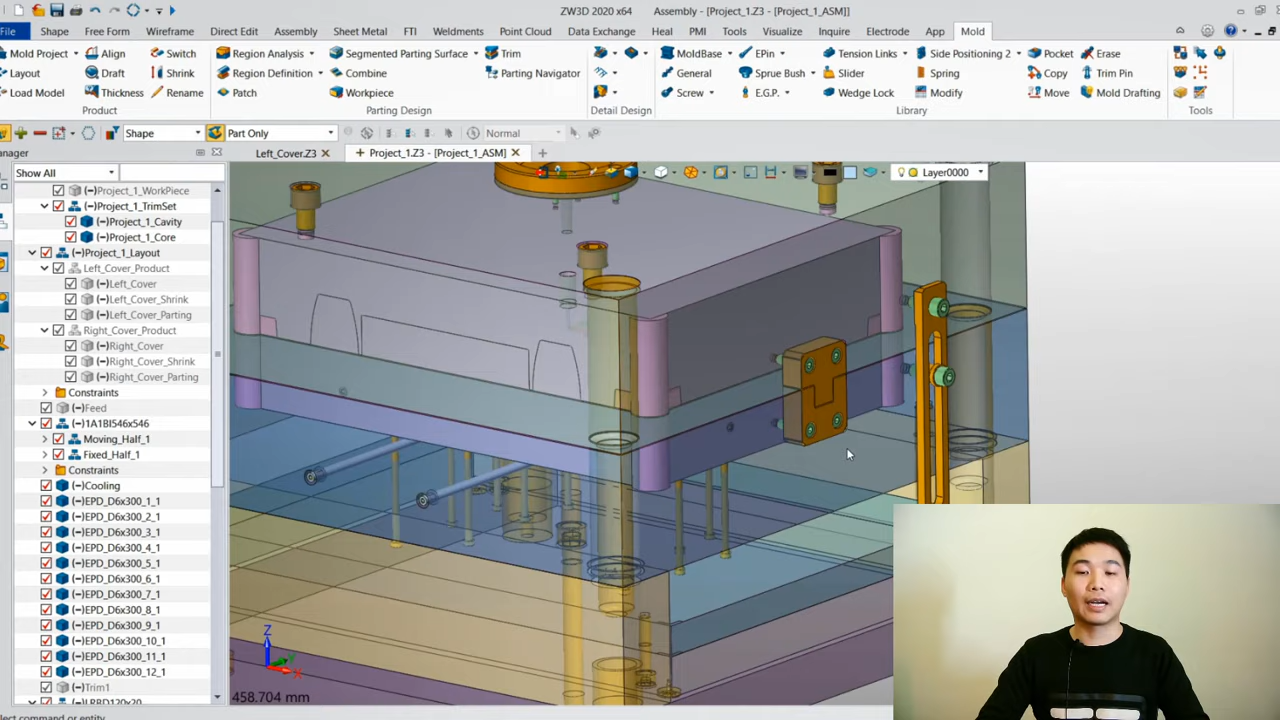 ZW3D 2020 x64 Assembly (Project_1.Z3 - [Project_1_ASM)]
File Shape Free Form Wireframe Direct Edit Assembly Sheet Metal FTI Weldments Point Cloud Data Exchange Heal PMI Tools Visualize Inquire Electrode App Mold
Mold Project Align Switch Region Analysis Segmented Parting Surface Trim MoldBase EPin Tension Links Side Positioning 2 Pocket Erase
Layout Draft Shrink Region Definition Combine Parting Navigator General Sprue Bush Slider Spring Copy Trim Pin
Load Model Thickness Rename Patch Workpiece Screw E.G.P. Wedge Lock Modify Move Mold Drafting
Product Parting Design Detail Design Library Tools
Shape Part Only Normal
Left_Cover.Z3 Project_1.Z3 - [Project_1_ASM]
Show All
Layer0000
(−)Project_1_WorkPiece
(−)Project_1_TrimSet
(−)Project_1_Cavity
(−)Project_1_Core
(−)Project_1_Layout
(−)Left_Cover_Product
(−)Left_Cover
(−)Left_Cover_Shrink
(−)Left_Cover_Parting
(−)Right_Cover_Product
(−)Right_Cover
(−)Right_Cover_Shrink
(−)Right_Cover_Parting
Constraints
(−)Feed
(−)1A1BI546x546
(−)Moving_Half_1
(−)Fixed_Half_1
Constraints
(−)Cooling
(−)EPD_D6x300_1_1
(−)EPD_D6x300_2_1
(−)EPD_D6x300_3_1
(−)EPD_D6x300_4_1
(−)EPD_D6x300_5_1
(−)EPD_D6x300_6_1
(−)EPD_D6x300_7_1
(−)EPD_D6x300_8_1
(−)EPD_D6x300_9_1
(−)EPD_D6x300_10_1
(−)EPD_D6x300_11_1
(−)EPD_D6x300_12_1
(−)Trim1
Z
Y
X
458.704 mm